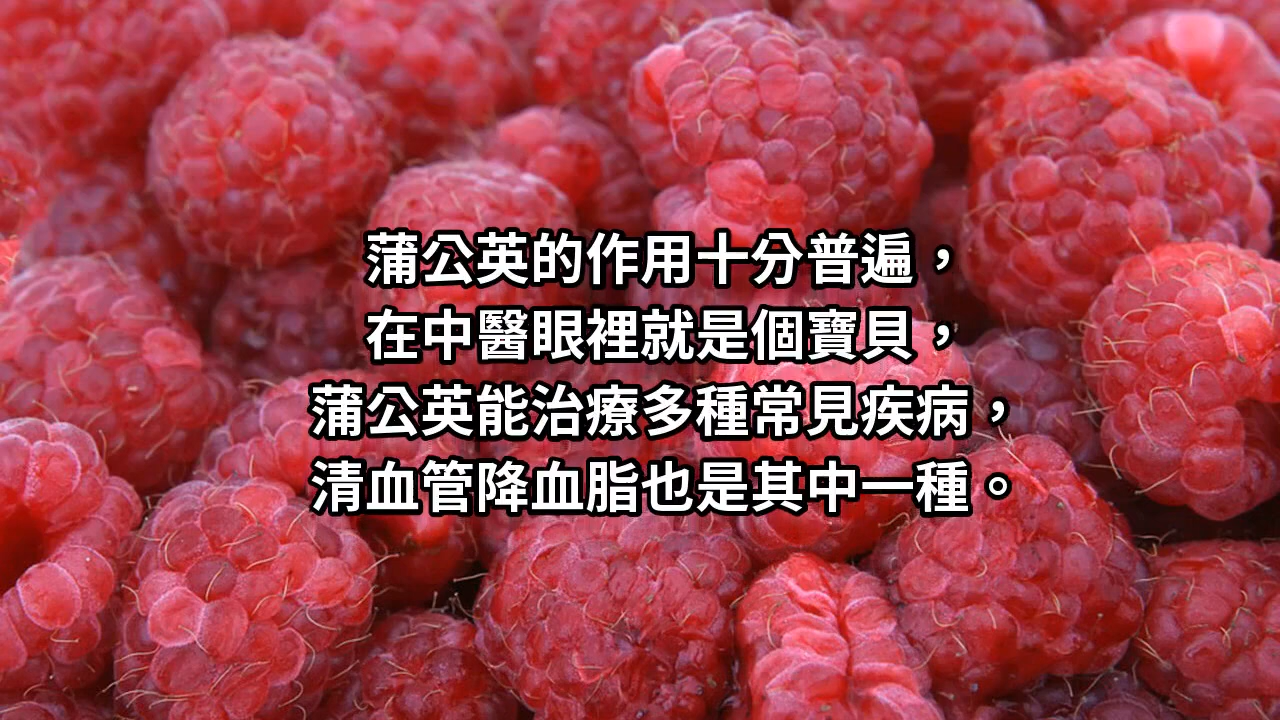 蒲公英的作用十分普遍，
在中醫眼裡就是個寶貝，
蒲公英能治療多種常見疾病，
清血管降血脂也是其中一種。